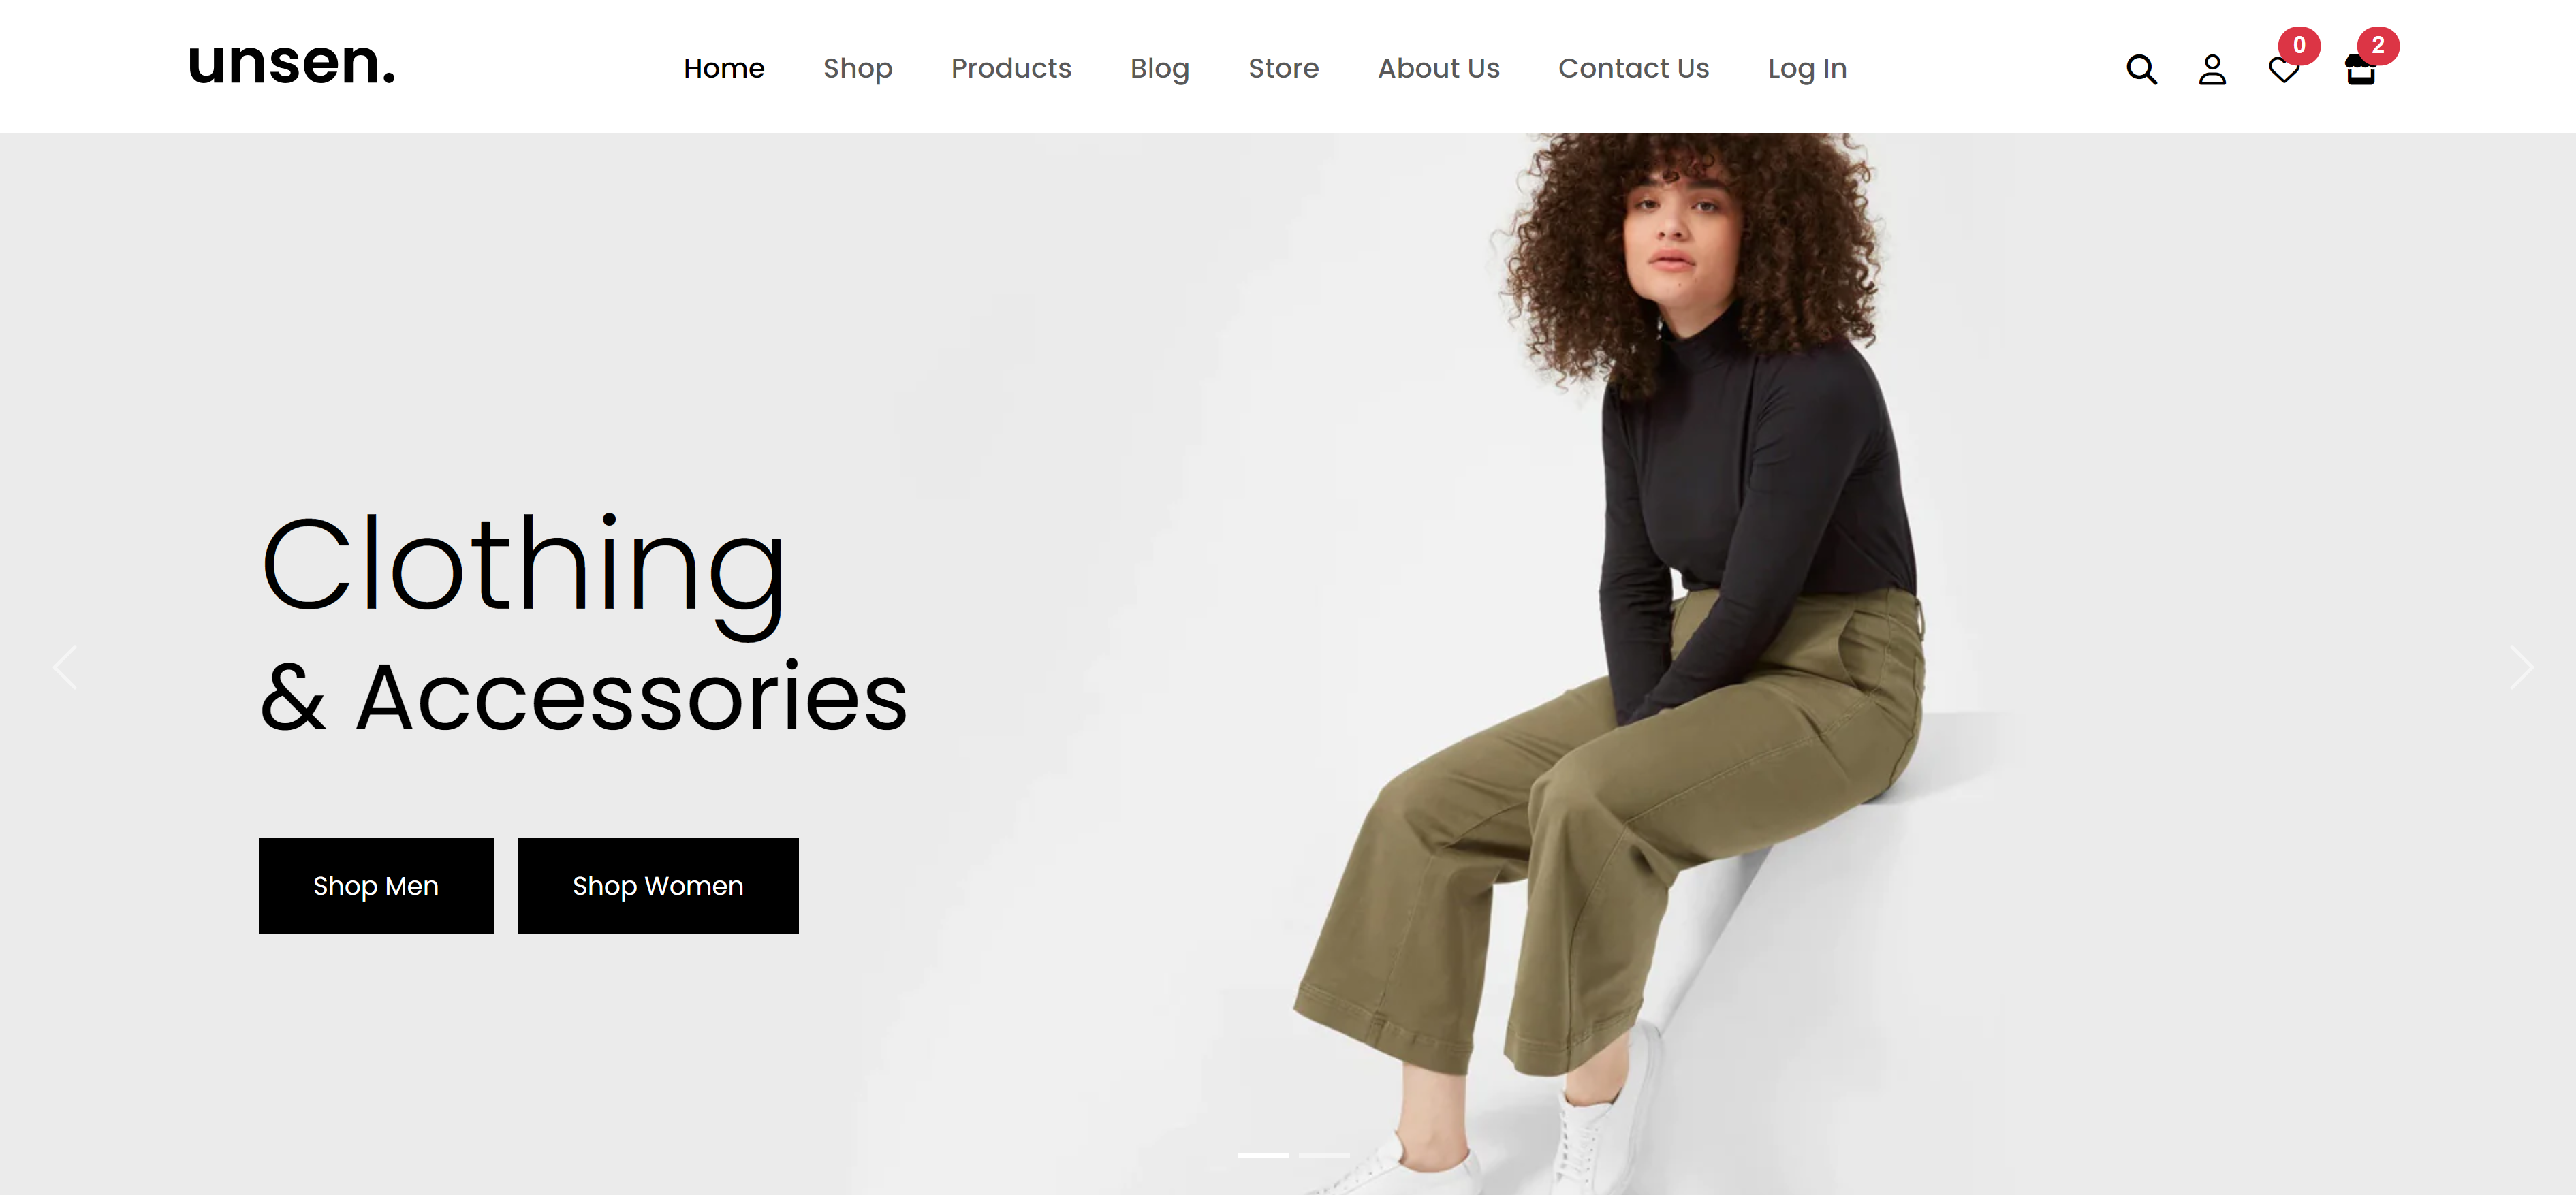 unsen.
Home Shop Products Blog Store About Us Contact Us Log In
0 2
Clothing
& Accessories
Shop Men Shop Women